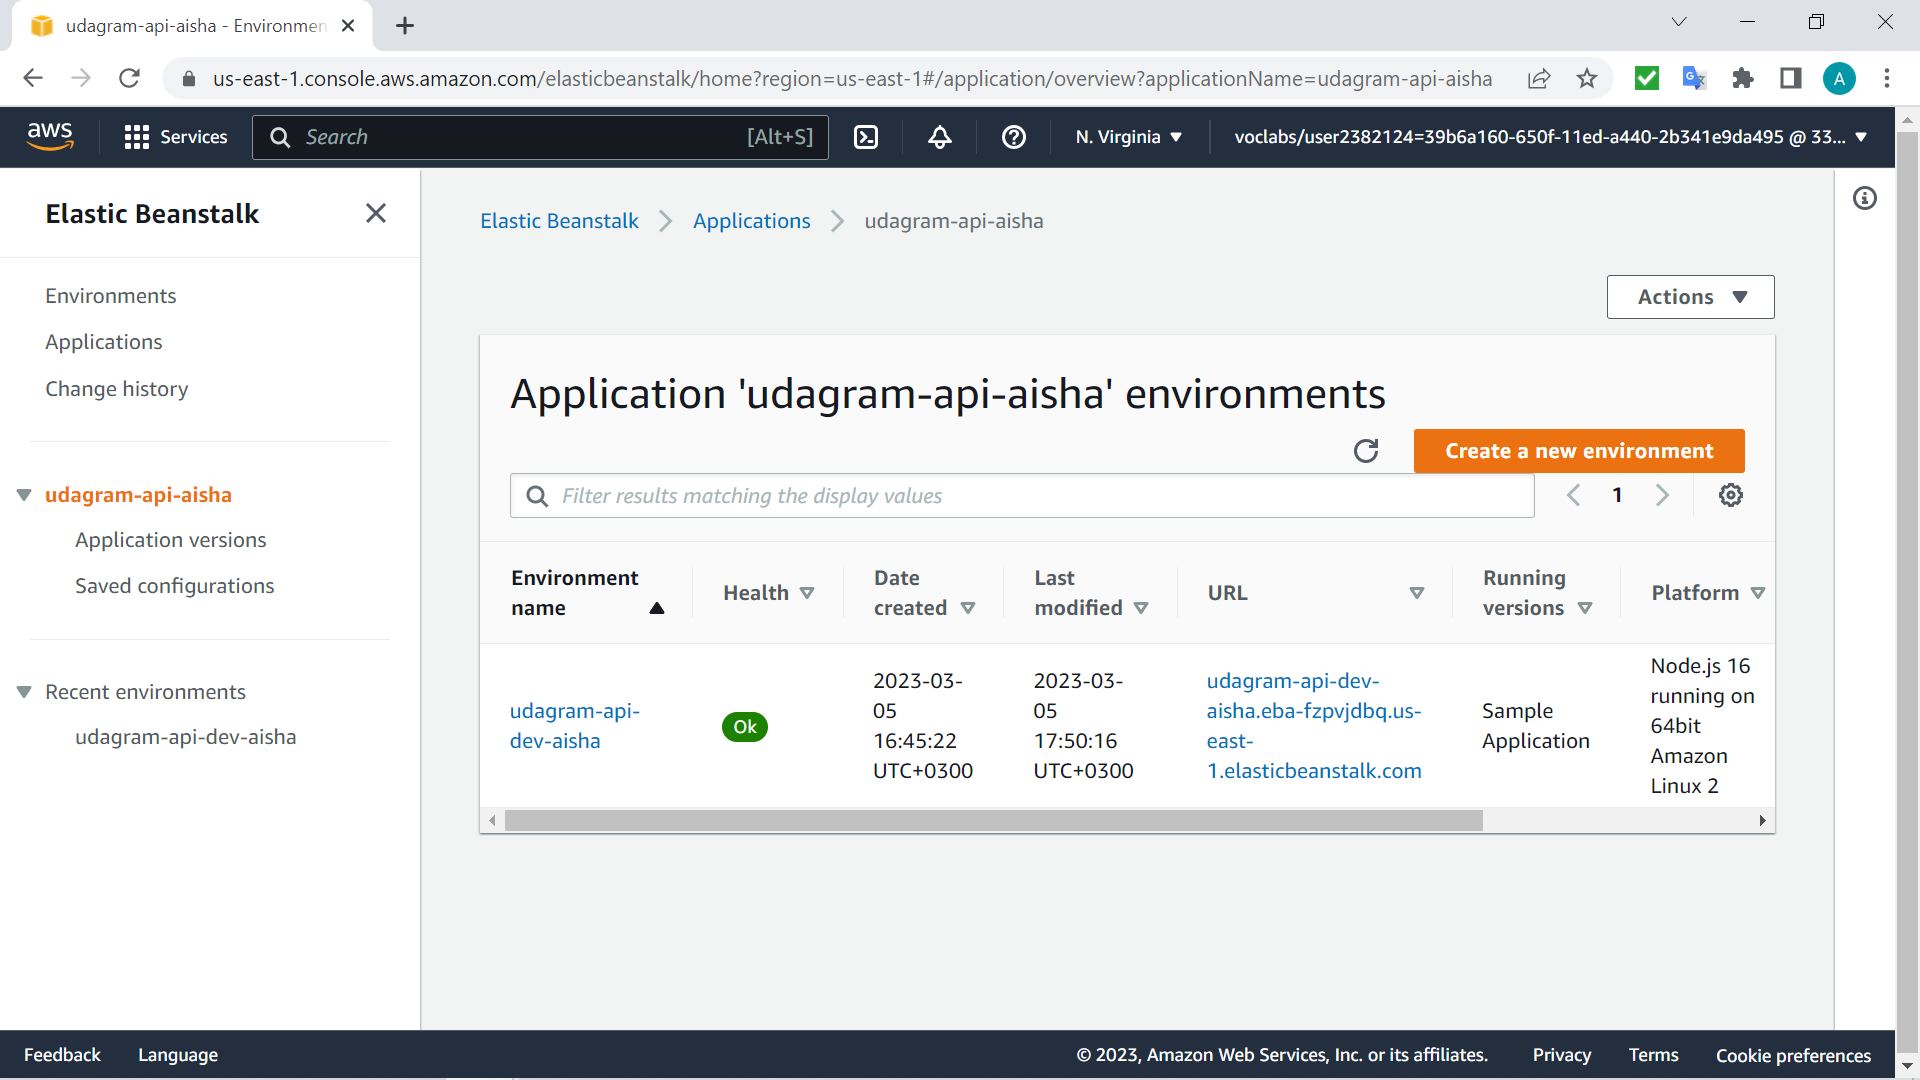 udagram-api-aisha - Environmen
us-east-1.console.aws.amazon.com/elasticbeanstalk/home?region=us-east-1#/application/overview?applicationName=udagram-api-aisha
A
aws
Services
Search
[Alt+S]
N. Virginia
voclabs/user2382124=39b6a160-650f-11ed-a440-2b341e9da495 @ 33...
Elastic Beanstalk
Environments
Applications
Change history
udagram-api-aisha
Application versions
Saved configurations
Recent environments
udagram-api-dev-aisha
Elastic Beanstalk
Applications
udagram-api-aisha
Actions
Application 'udagram-api-aisha' environments
Create a new environment
Filter results matching the display values
1
Environment
name
Health
Date
created
Last
modified
URL
Running
versions
Platform
udagram-api-
dev-aisha
Ok
2023-03-
05
16:45:22
UTC+0300
2023-03-
05
17:50:16
UTC+0300
udagram-api-dev-
aisha.eba-fzpvjdbq.us-
east-
1.elasticbeanstalk.com
Sample
Application
Node.js 16
running on
64bit
Amazon
Linux 2
Feedback
Language
© 2023, Amazon Web Services, Inc. or its affiliates.
Privacy
Terms
Cookie preferences